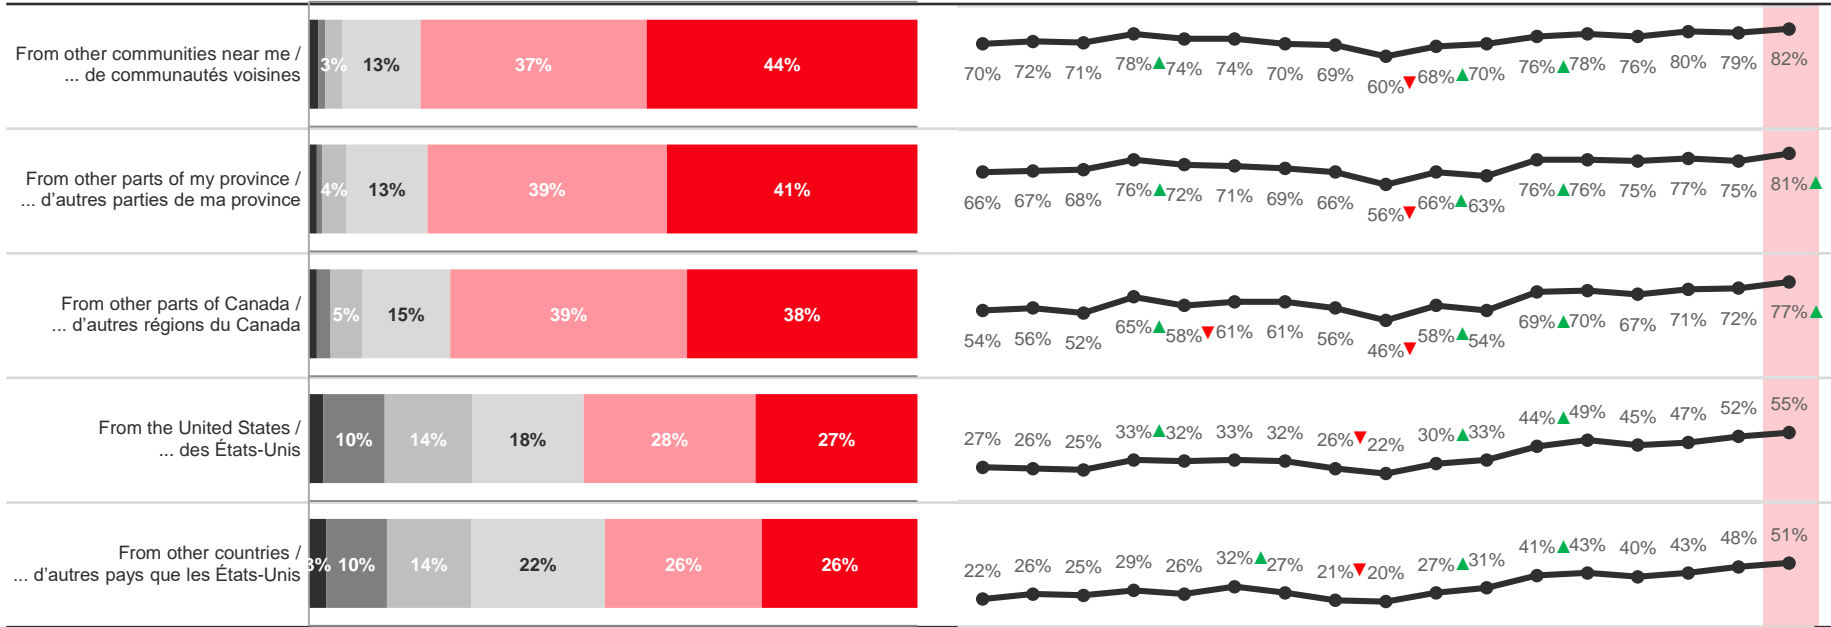 From other communities near me /
... de communautés voisines
3% 13% 37% 44%
70% 72% 71% 78%▲74% 74% 70% 69% 60%▼68%▲70% 76%▲78% 76% 80% 79% 82%
From other parts of my province /
... d'autres parties de ma province
4% 13% 39% 41%
66% 67% 68% 76%▲72% 71% 69% 66% 56%▼66%▲63% 76%▲76% 75% 77% 75% 81%▲
From other parts of Canada /
... d'autres régions du Canada
5% 15% 39% 38%
54% 56% 52% 65%▲58%▼61% 61% 56% 46%▼58%▲54% 69%▲70% 67% 71% 72% 77%▲
From the United States /
... des États-Unis
10% 14% 18% 28% 27%
27% 26% 25% 33%▲32% 33% 32% 26%▼22% 30%▲33% 44%▲49% 45% 47% 52% 55%
From other countries /
... d'autres pays que les États-Unis
3% 10% 14% 22% 26% 26%
22% 26% 25% 29% 26% 32%▲27% 21%▼20% 27%▲31% 41%▲43% 40% 43% 48% 51%